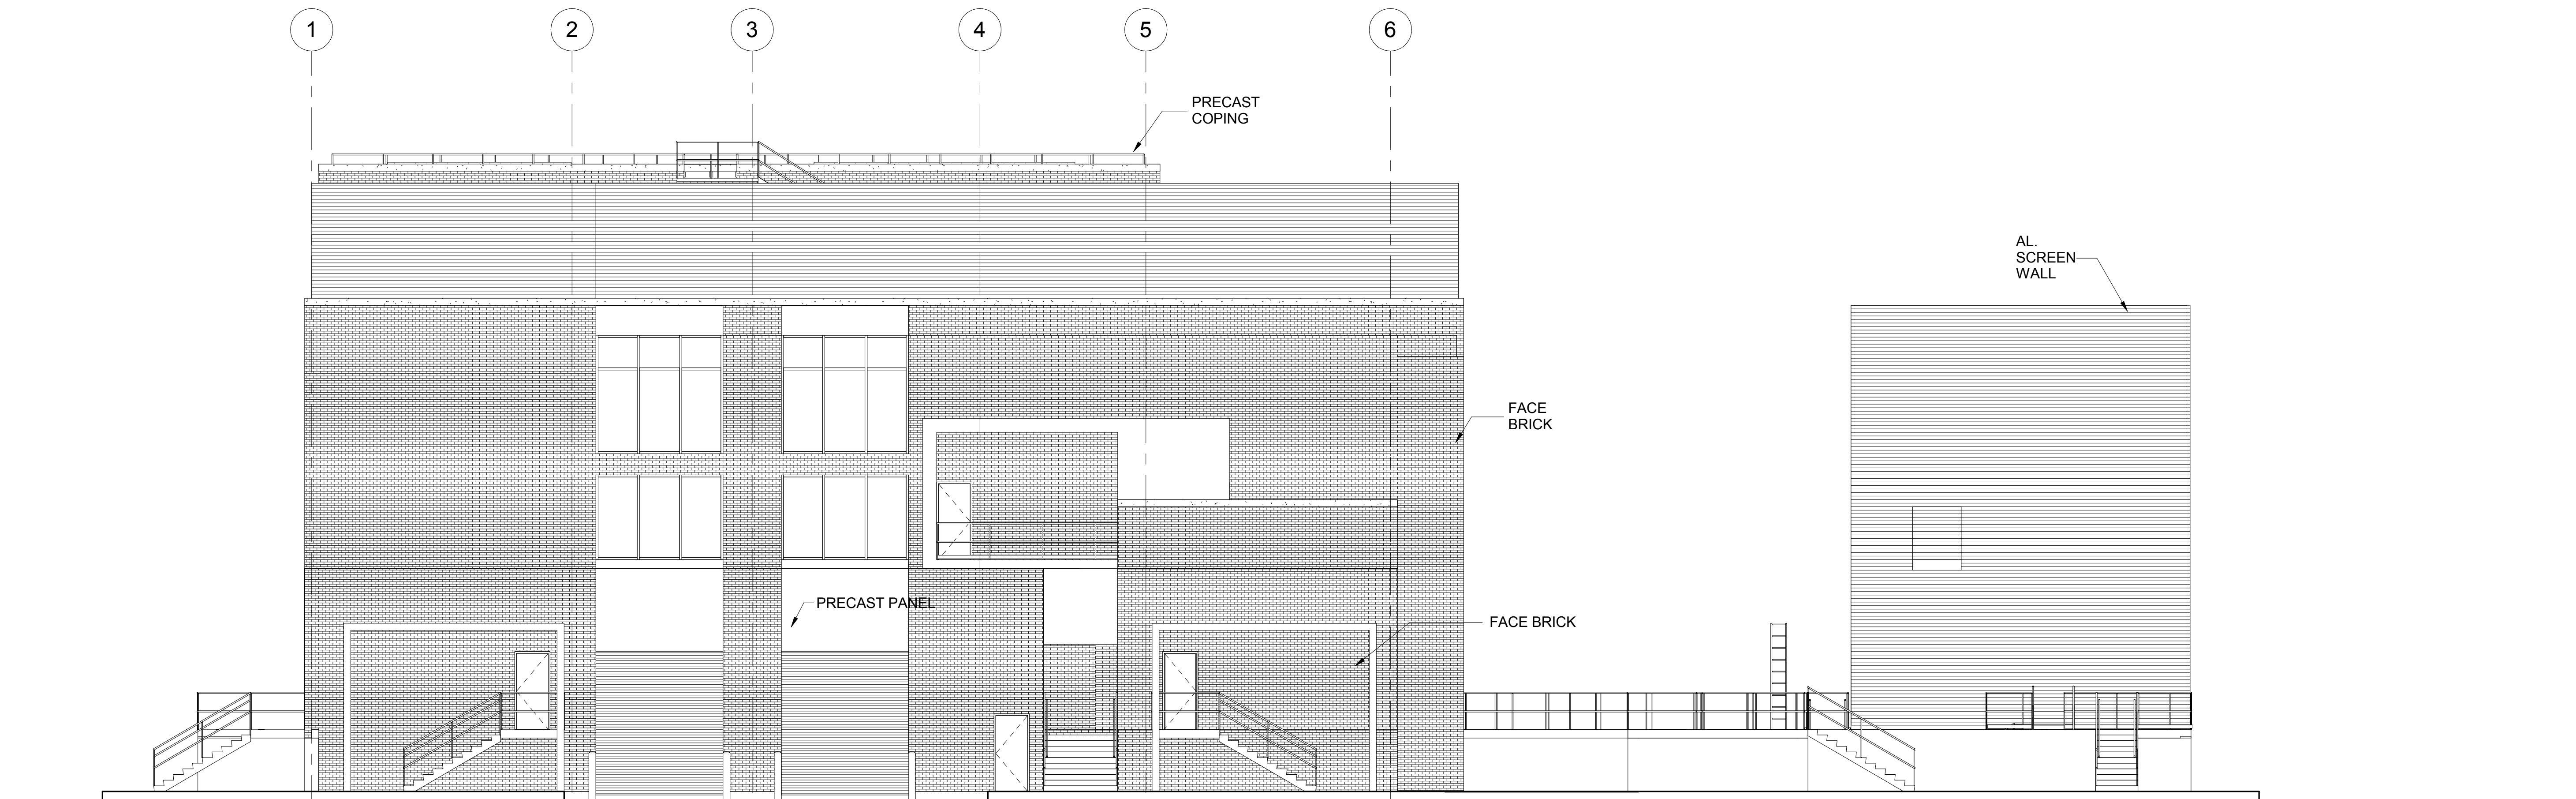 1 2 3 4 5 6
PRECAST
COPING
AL.
SCREEN
WALL
FACE
BRICK
PRECAST PANEL
FACE BRICK